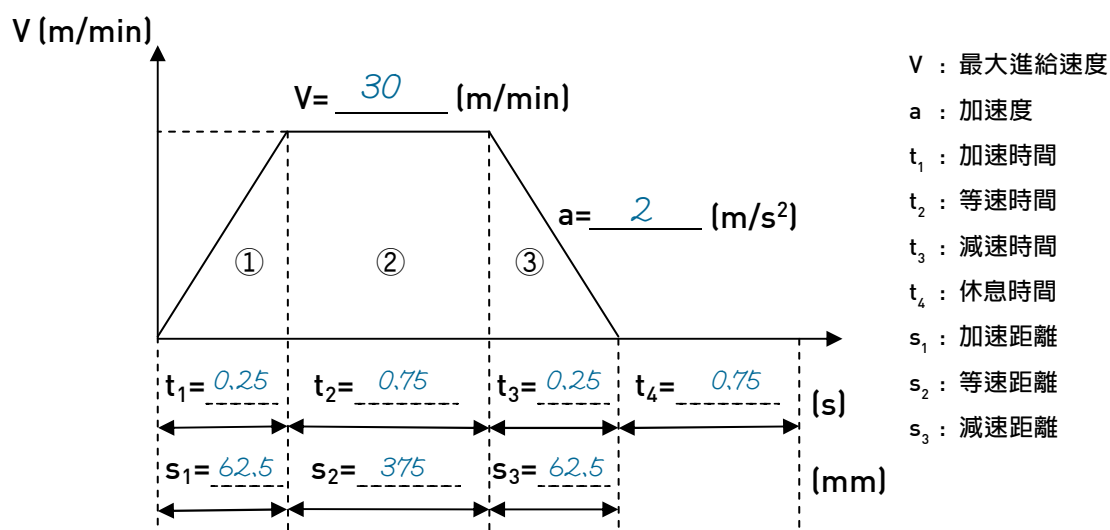 V (m/min)
V= 30 (m/min)
a= 2 (m/s²)
① ② ③
t₁= 0.25 t₂= 0.75 t₃= 0.25 t₄= 0.75 (s)
s₁= 62.5 s₂= 375 s₃= 62.5 (mm)
V : 最大進給速度
a : 加速度
t₁ : 加速時間
t₂ : 等速時間
t₃ : 減速時間
t₄ : 休息時間
s₁ : 加速距離
s₂ : 等速距離
s₃ : 減速距離